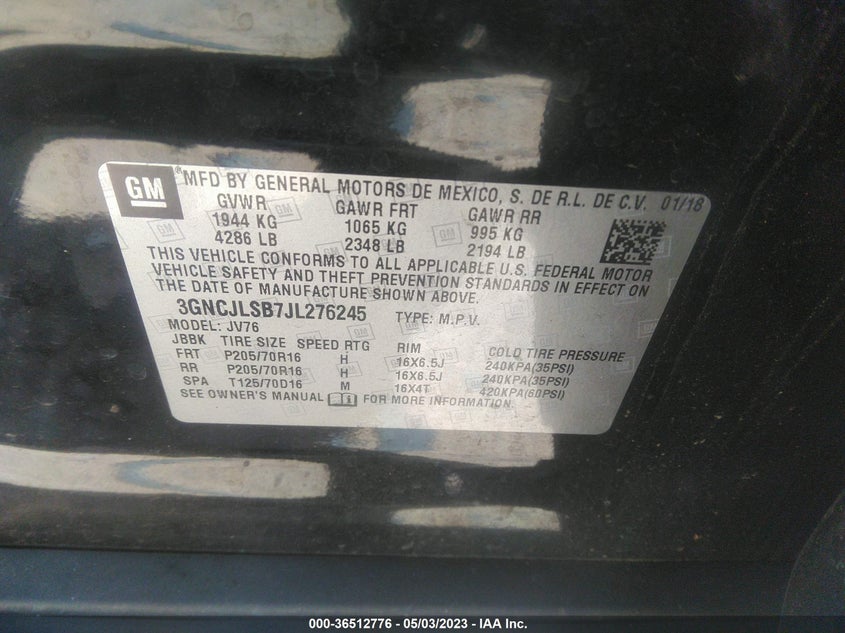 GM
MFD BY GENERAL MOTORS DE MEXICO, S. DE R.L. DE C.V. 01/18
GVWR GAWR FRT GAWR RR
1944 KG 1065 KG 995 KG
4286 LB 2348 LB 2194 LB
THIS VEHICLE CONFORMS TO ALL APPLICABLE U.S. FEDERAL MOTOR
VEHICLE SAFETY AND THEFT PREVENTION STANDARDS IN EFFECT ON
THE DATE OF MANUFACTURE SHOWN ABOVE.
3GNCJLSB7JL276245 TYPE: M.P.V.
MODEL: JV76
JBBK TIRE SIZE SPEED RTG RIM COLD TIRE PRESSURE
FRT P205/70R16 H 16X6.5J 240KPA(35PSI)
RR P205/70R16 H 16X6.5J 240KPA(35PSI)
SPA T125/70D16 M 16X4T 420KPA(60PSI)
SEE OWNER'S MANUAL FOR MORE INFORMATION.
000-36512776 - 05/03/2023 - IAA Inc.